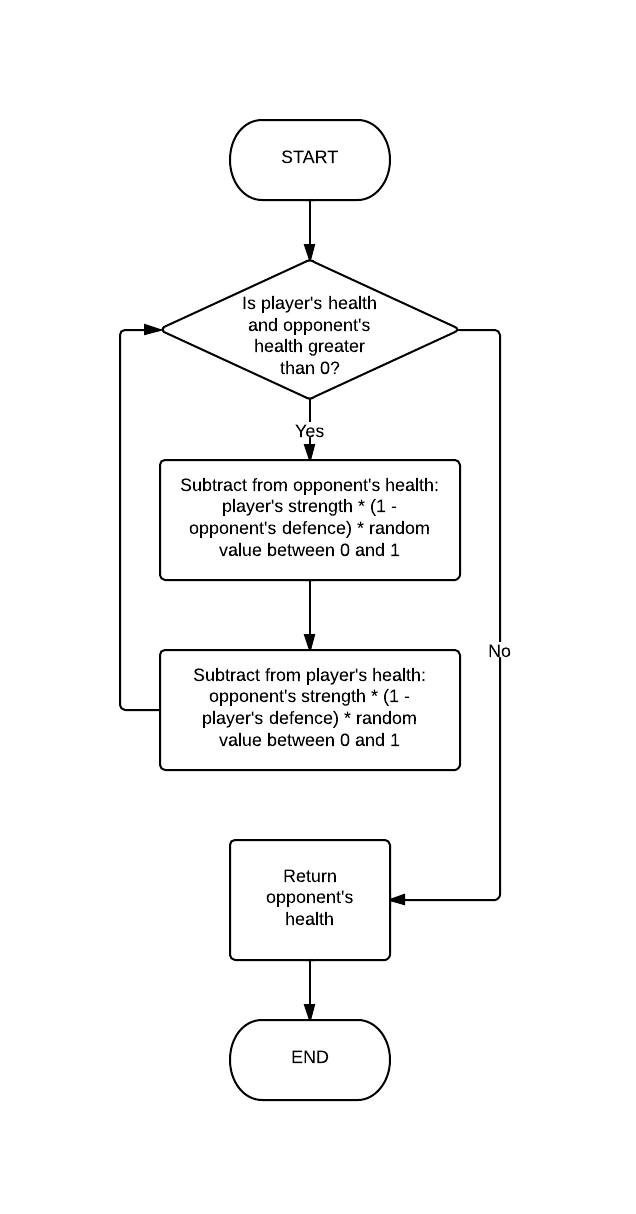 START
Is player's health
and opponent's
health greater
than 0?
Yes
Subtract from opponent's health:
player's strength * (1 -
opponent's defence) * random
value between 0 and 1
No
Subtract from player's health:
opponent's strength * (1 -
player's defence) * random
value between 0 and 1
Return
opponent's
health
END